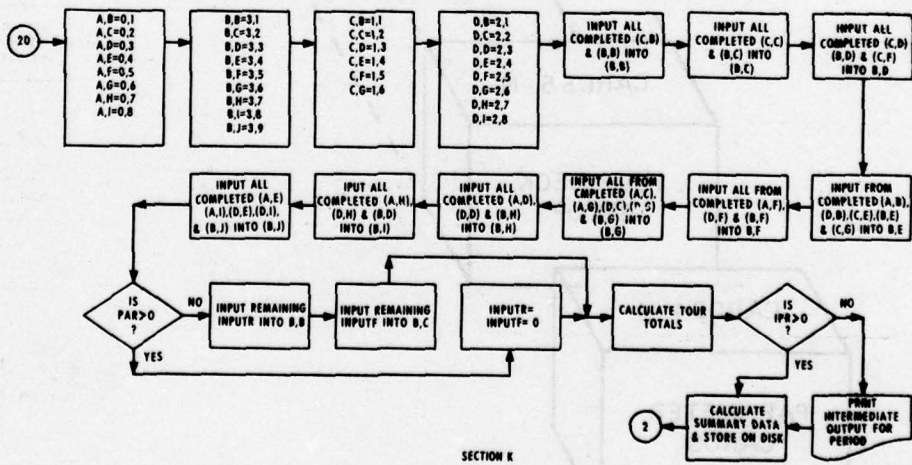 20
A,B=0,1
A,C=0,2
A,D=0,3
A,E=0,4
A,F=0,5
A,G=0,6
A,H=0,7
A,I=0,8
B,B=3,1
B,C=3,2
B,D=3,3
B,E=3,4
B,F=3,5
B,G=3,6
B,H=3,7
B,I=3,8
B,J=3,9
C,B=1,1
C,C=1,2
C,D=1,3
C,E=1,4
C,F=1,5
C,G=1,6
D,B=2,1
D,C=2,2
D,D=2,3
D,E=2,4
D,F=2,5
D,G=2,6
D,H=2,7
D,I=2,8
INPUT ALL
COMPLETED (C,B)
& (B,B) INTO
(B,B)
INPUT ALL
COMPLETED (C,C)
& (B,C) INTO
(B,C)
INPUT ALL
COMPLETED (C,D)
(B,D) & (C,F)
INTO B,D
INPUT FROM
COMPLETED (A,B),
(D,B),(C,E),(B,E)
& (C,G) INTO B,E
INPUT ALL FROM
COMPLETED (A,F),
(D,F) & (B,F)
INTO B,F
INPUT ALL FROM
CMPLETED (A,C),
(A,G),(D,C),
& (B,G) INTO
(B,G)
INPUT ALL
COMPLETED (A,D),
(D,D) & (B,H)
INTO (B,H)
IPUT ALL
COMPLETED (A,H),
(D,H) & (B,D)
INTO (B,I)
INPUT ALL
COMPLETED (A,E)
(A,I),(D,E),(D,I),
& (B,J) INTO (B,J)
IS
PAR>0
?
NO
YES
INPUT REMAINING
INPUTR INTO B,B
INPUT REMAINING
INPUTF INTO B,C
INPUTR=
INPUTF= 0
CALCULATE TOUR
TOTALS
IS
IPR>0
?
NO
YES
PRINT
INTERMEDIATE
OUTPUT FOR
PERIOD
CALCULATE
SUMMARY DATA
& STORE ON DISK
2
SECTION K